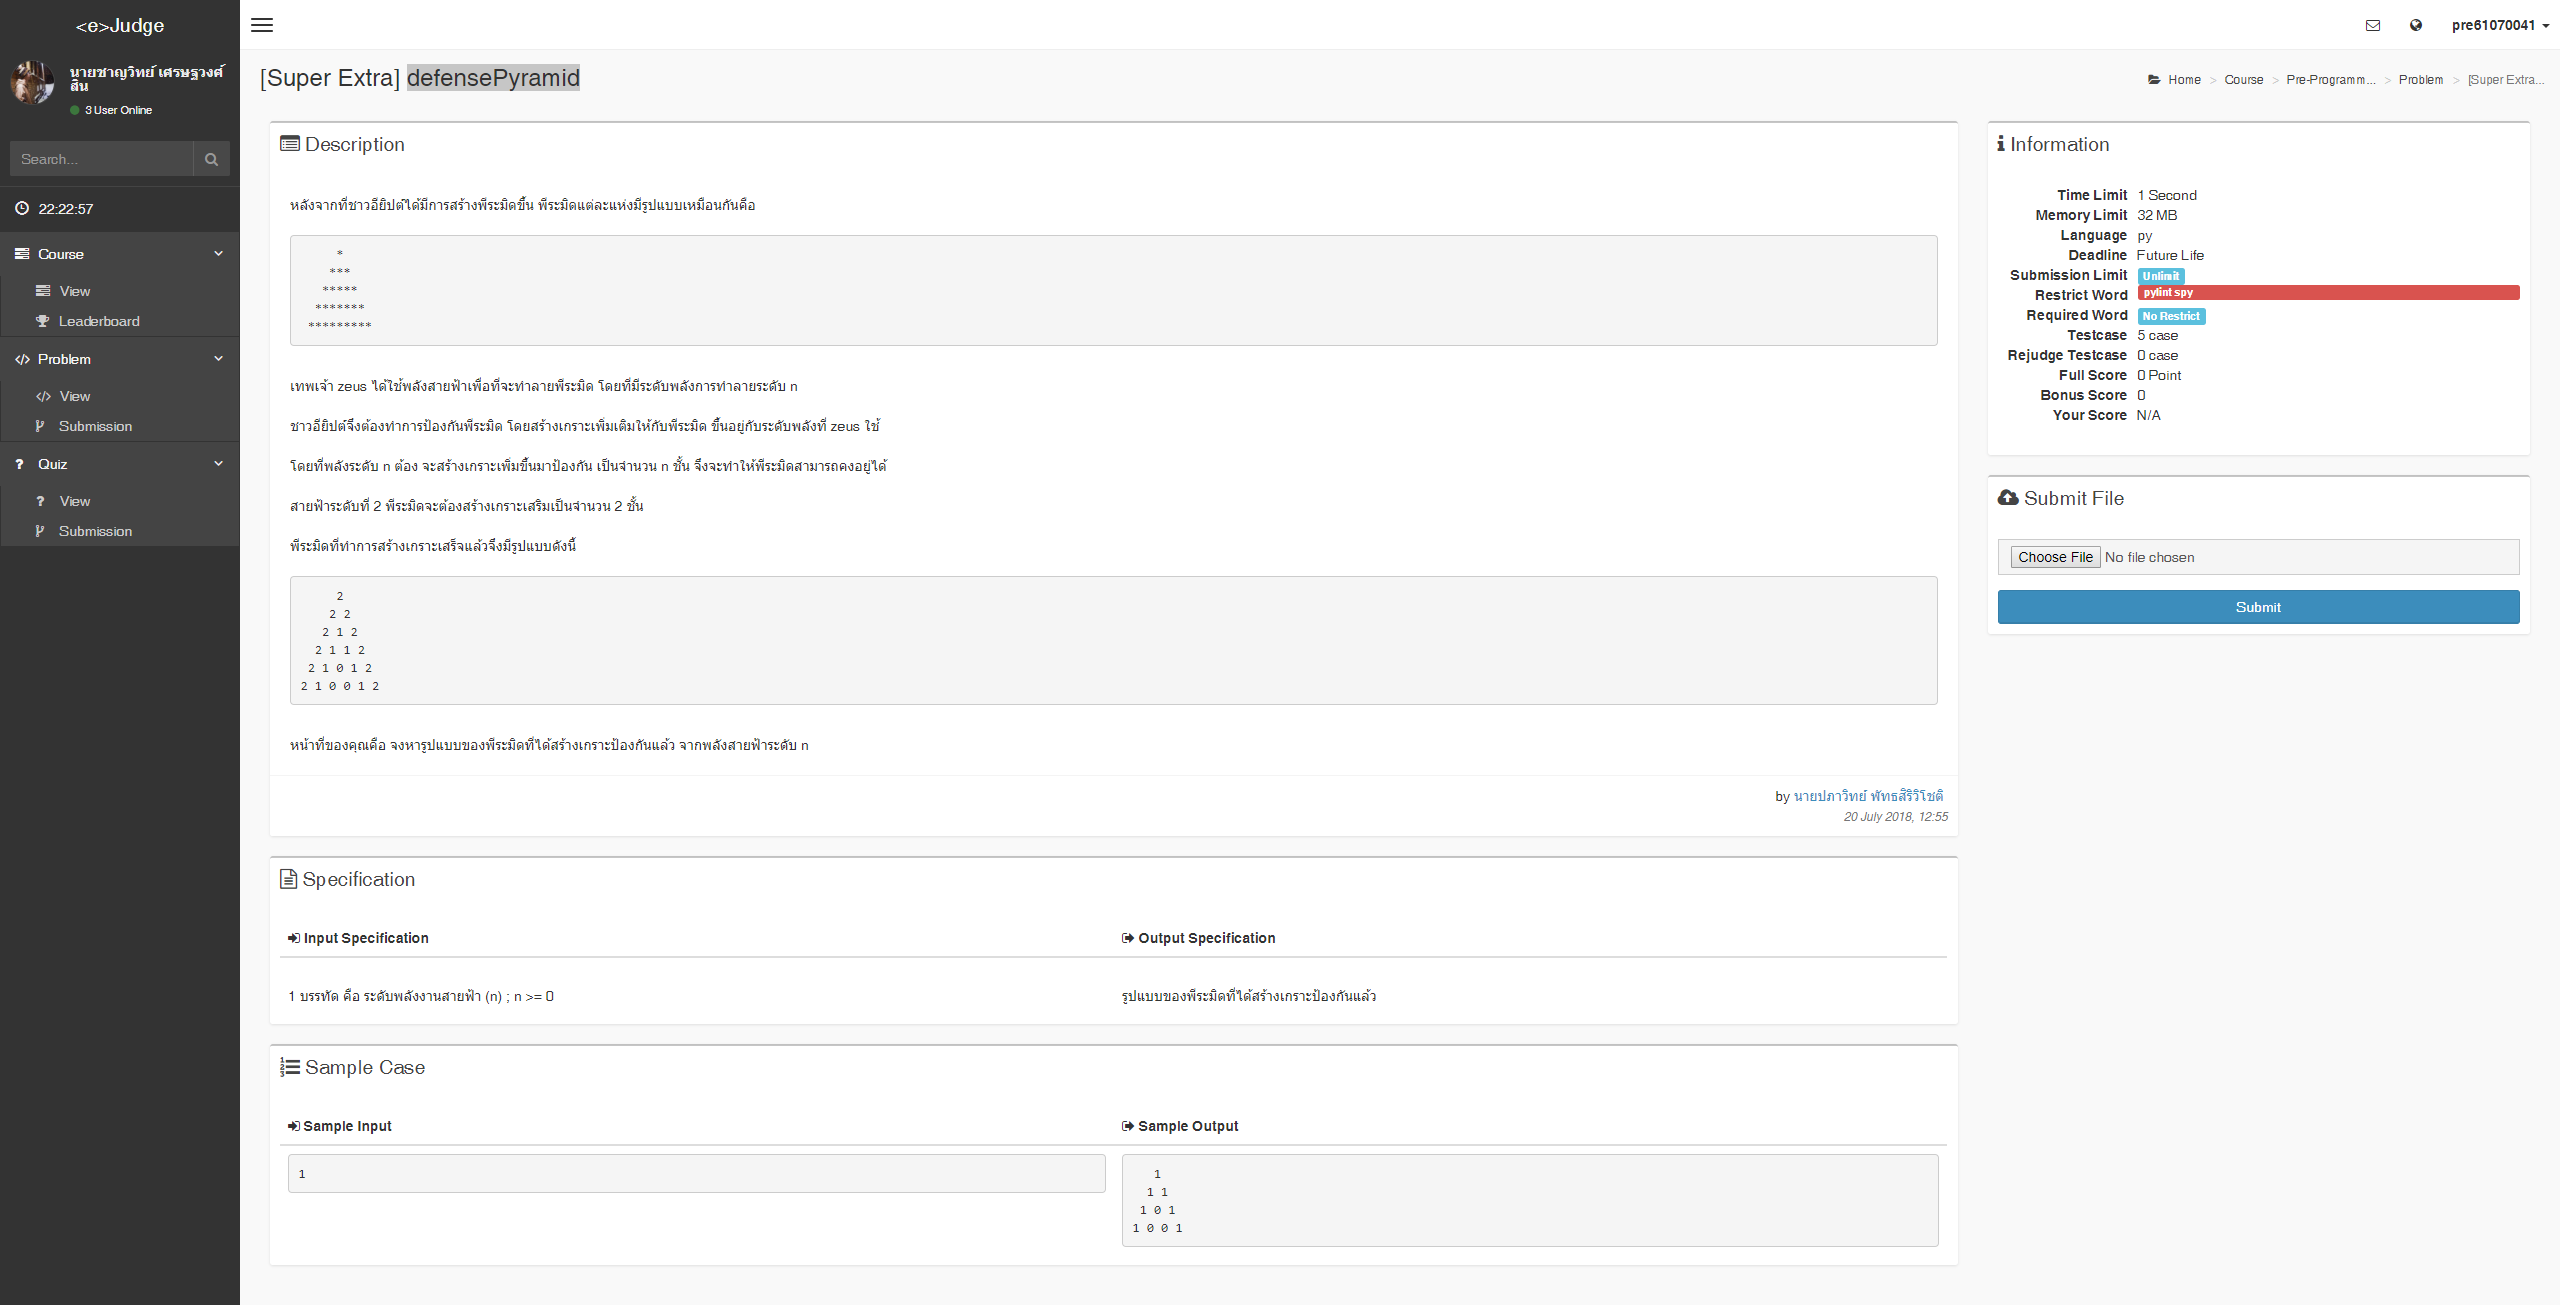 <e>Judge
pre61070041
นายชาญวิทย์ เศรษฐวงศ์
สิน
3 User Online
Search...
22:22:57
Course
View
Leaderboard
Problem
View
Submission
Quiz
View
Submission
[Super Extra] defensePyramid
Home > Course > Pre-Programm... > Problem > [Super Extra...
Description
หลังจากที่ชาวอียิปต์ได้มีการสร้างพีระมิดขึ้น พีระมิดแต่ละแห่งมีรูปแบบเหมือนกันคือ
*
***
*****
*******
*********
เทพเจ้า zeus ได้ใช้พลังสายฟ้าเพื่อที่จะทำลายพีระมิด โดยที่มีระดับพลังการทำลายระดับ n
ชาวอียิปต์จึงต้องทำการป้องกันพีระมิด โดยสร้างเกราะเพิ่มเติมให้กับพีระมิด ขึ้นอยู่กับระดับพลังที่ zeus ใช้
โดยที่พลังระดับ n ต้อง จะสร้างเกราะเพิ่มขึ้นมาป้องกัน เป็นจำนวน n ชั้น จึงจะทำให้พีระมิดสามารถคงอยู่ได้
สายฟ้าระดับที่ 2 พีระมิดจะต้องสร้างเกราะเสริมเป็นจำนวน 2 ชั้น
พีระมิดที่ทำการสร้างเกราะเสร็จแล้วจึงมีรูปแบบดังนี้
2
2 2
2 1 2
2 1 1 2
2 1 0 1 2
2 1 0 0 1 2
หน้าที่ของคุณคือ จงหารูปแบบของพีระมิดที่ได้สร้างเกราะป้องกันแล้ว จากพลังสายฟ้าระดับ n
by นายปภาวิทย์ พัทธสิริวิโชติ
20 July 2018, 12:55
Specification
Input Specification
Output Specification
1 บรรทัด คือ ระดับพลังงานสายฟ้า (n) ; n >= 0
รูปแบบของพีระมิดที่ได้สร้างเกราะป้องกันแล้ว
Sample Case
Sample Input
Sample Output
1
1
1 1
1 0 1
1 0 0 1
Information
Time Limit 1 Second
Memory Limit 32 MB
Language py
Deadline Future Life
Submission Limit Unlimit
Restrict Word pylint spy
Required Word No Restrict
Testcase 5 case
Rejudge Testcase 0 case
Full Score 0 Point
Bonus Score 0
Your Score N/A
Submit File
Choose File No file chosen
Submit